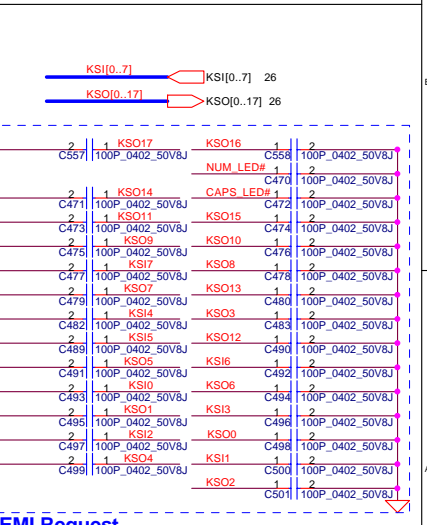 KSI[0..7] KSI[0..7] 26
KSO[0..17] KSO[0..17] 26
2 1 KSO17 KSO16 1 2
C557 100P_0402_50V8J C558 100P_0402_50V8J
NUM_LED# 1 2
C470 100P_0402_50V8J
2 1 KSO14 CAPS_LED# 1 2
C471 100P_0402_50V8J C472 100P_0402_50V8J
2 1 KSO11 KSO15 1 2
C473 100P_0402_50V8J C474 100P_0402_50V8J
2 1 KSO9 KSO10 1 2
C475 100P_0402_50V8J C476 100P_0402_50V8J
2 1 KSI7 KSO8 1 2
C477 100P_0402_50V8J C478 100P_0402_50V8J
2 1 KSO7 KSO13 1 2
C479 100P_0402_50V8J C480 100P_0402_50V8J
2 1 KSI4 KSO3 1 2
C482 100P_0402_50V8J C483 100P_0402_50V8J
2 1 KSI5 KSO12 1 2
C489 100P_0402_50V8J C490 100P_0402_50V8J
2 1 KSO5 KSI6 1 2
C491 100P_0402_50V8J C492 100P_0402_50V8J
2 1 KSI0 KSO6 1 2
C493 100P_0402_50V8J C494 100P_0402_50V8J
2 1 KSO1 KSI3 1 2
C495 100P_0402_50V8J C496 100P_0402_50V8J
2 1 KSI2 KSO0 1 2
C497 100P_0402_50V8J C498 100P_0402_50V8J
2 1 KSO4 KSI1 1 2
C499 100P_0402_50V8J C500 100P_0402_50V8J
KSO2 1 2
C501 100P_0402_50V8J
A
EMI Request